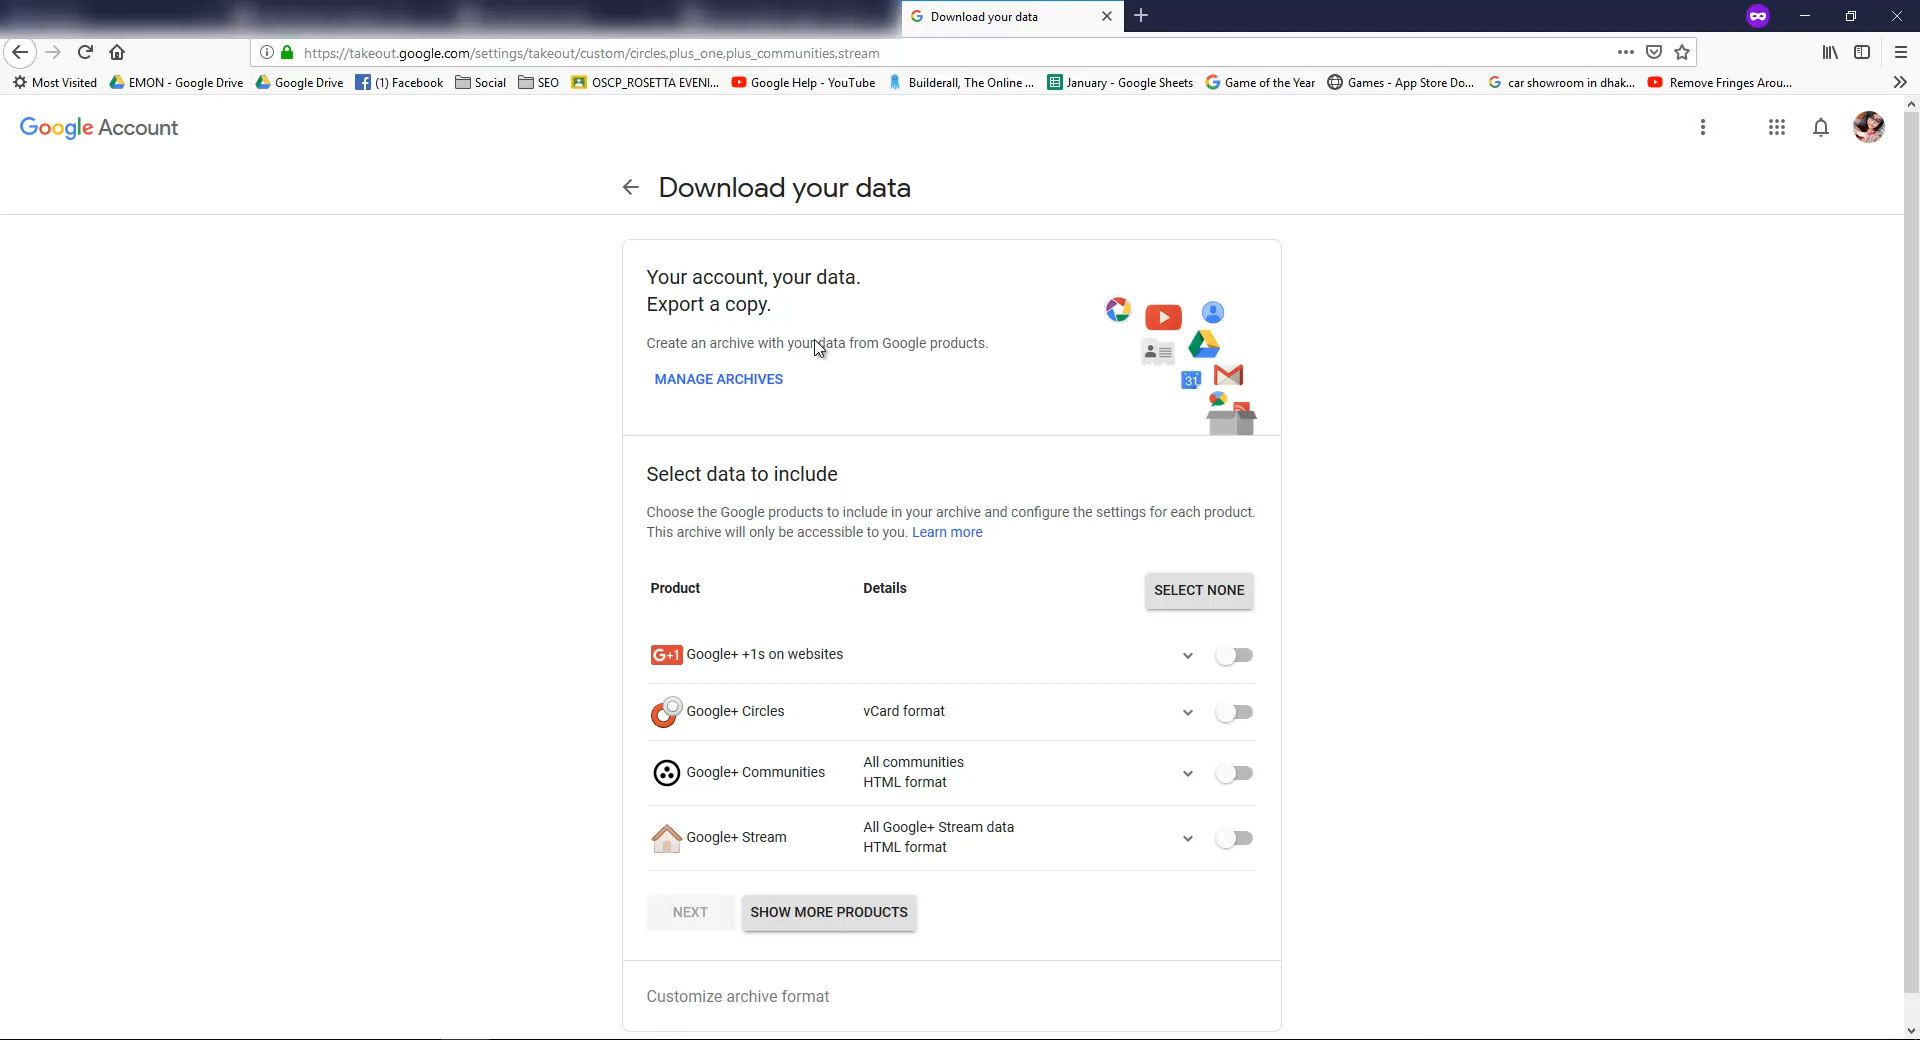 Download your data
https://takeout.google.com/settings/takeout/custom/circles,plus_one,plus_communities,stream
Most Visited EMON - Google Drive Google Drive (1) Facebook Social SEO OSCP_ROSETTA EVENI... Google Help - YouTube Builderall, The Online ... January - Google Sheets Game of the Year Games - App Store Do... car showroom in dhak... Remove Fringes Arou...
Google Account
Download your data
Your account, your data.
Export a copy.
Create an archive with your data from Google products.
MANAGE ARCHIVES
31
Select data to include
Choose the Google products to include in your archive and configure the settings for each product.
This archive will only be accessible to you. Learn more
Product Details SELECT NONE
G+1 Google+ +1s on websites
Google+ Circles vCard format
Google+ Communities All communities
HTML format
Google+ Stream All Google+ Stream data
HTML format
NEXT SHOW MORE PRODUCTS
Customize archive format